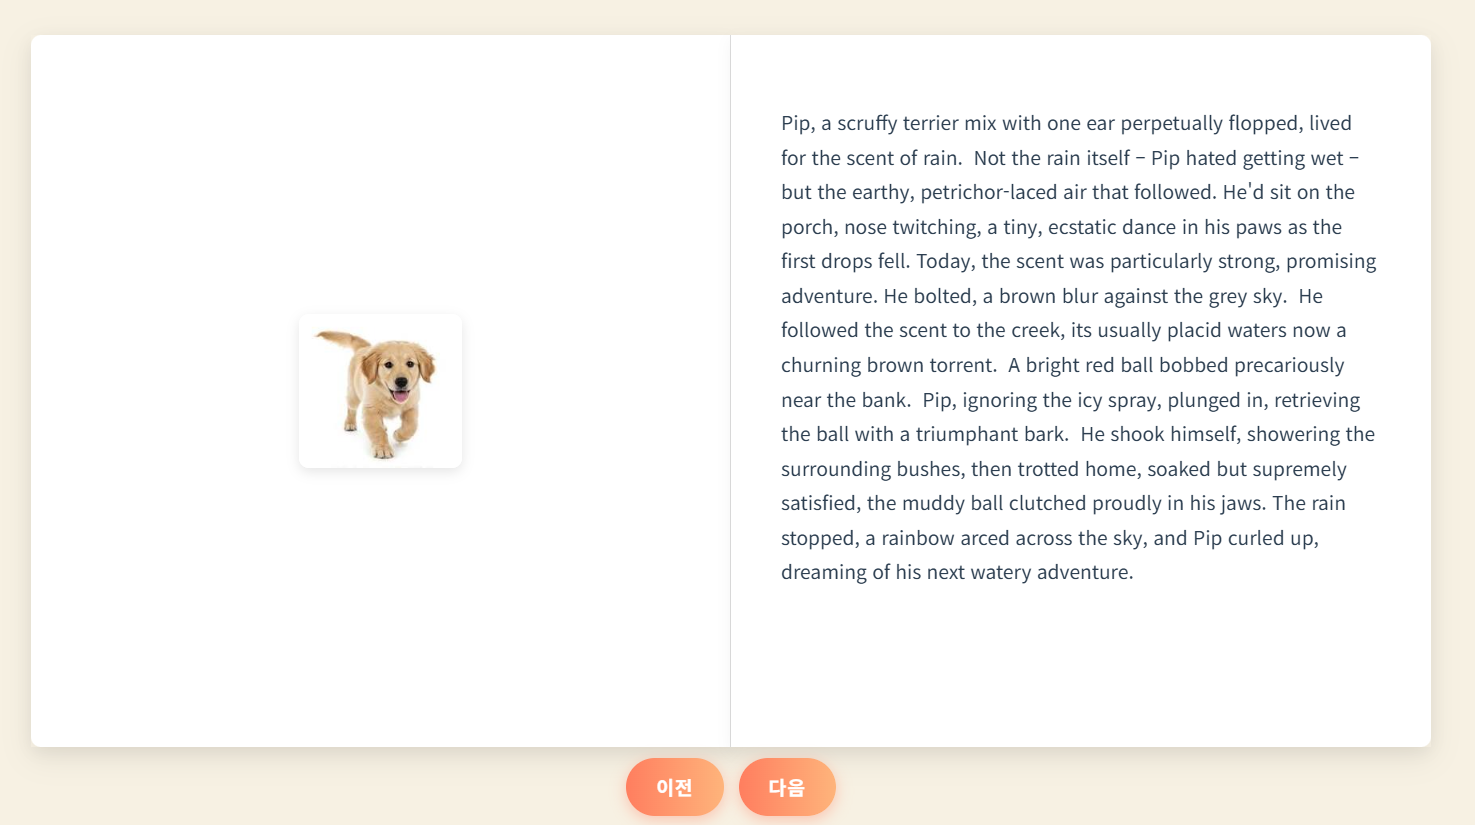 Pip, a scruffy terrier mix with one ear perpetually flopped, lived
for the scent of rain.  Not the rain itself – Pip hated getting wet –
but the earthy, petrichor-laced air that followed. He'd sit on the
porch, nose twitching, a tiny, ecstatic dance in his paws as the
first drops fell. Today, the scent was particularly strong, promising
adventure. He bolted, a brown blur against the grey sky.  He
followed the scent to the creek, its usually placid waters now a
churning brown torrent.  A bright red ball bobbed precariously
near the bank.  Pip, ignoring the icy spray, plunged in, retrieving
the ball with a triumphant bark.  He shook himself, showering the
surrounding bushes, then trotted home, soaked but supremely
satisfied, the muddy ball clutched proudly in his jaws. The rain
stopped, a rainbow arced across the sky, and Pip curled up,
dreaming of his next watery adventure.
이전
다음